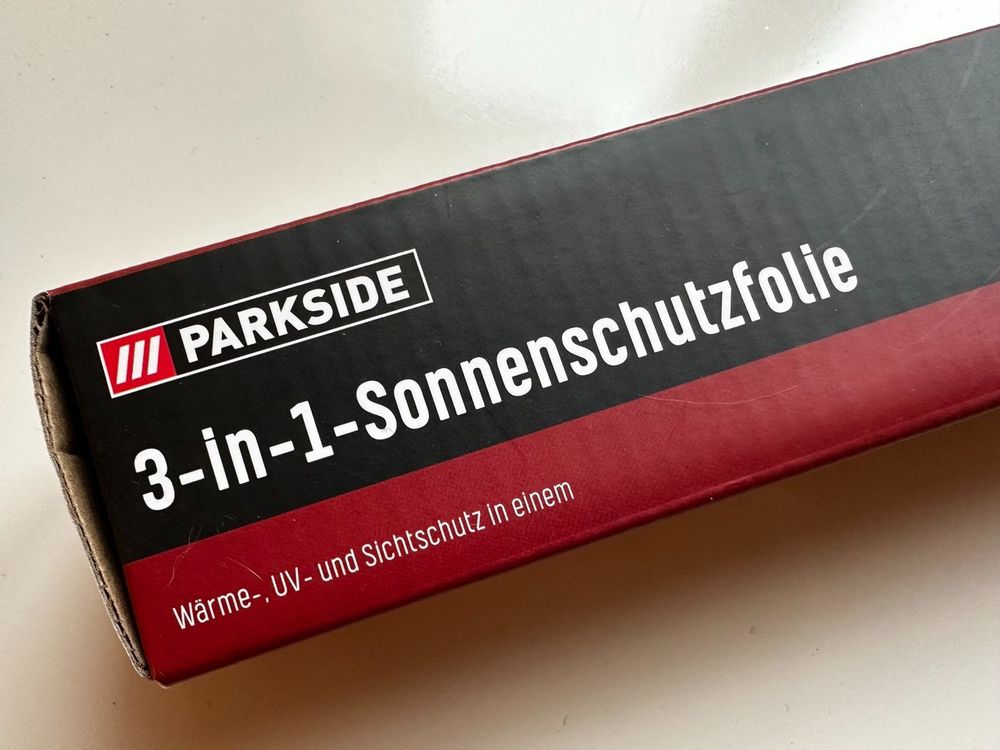 PARKSIDE
3-in-1-Sonnenschutzfolie
Wärme-, UV- und Sichtschutz in einem